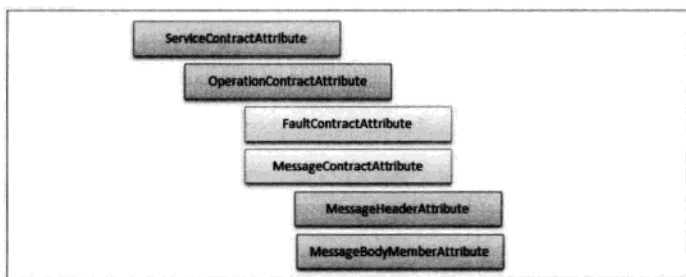 ServiceContractAttribute
OperationContractAttribute
FaultContractAttribute
MessageContractAttribute
MessageHeaderAttribute
MessageBodyMemberAttribute